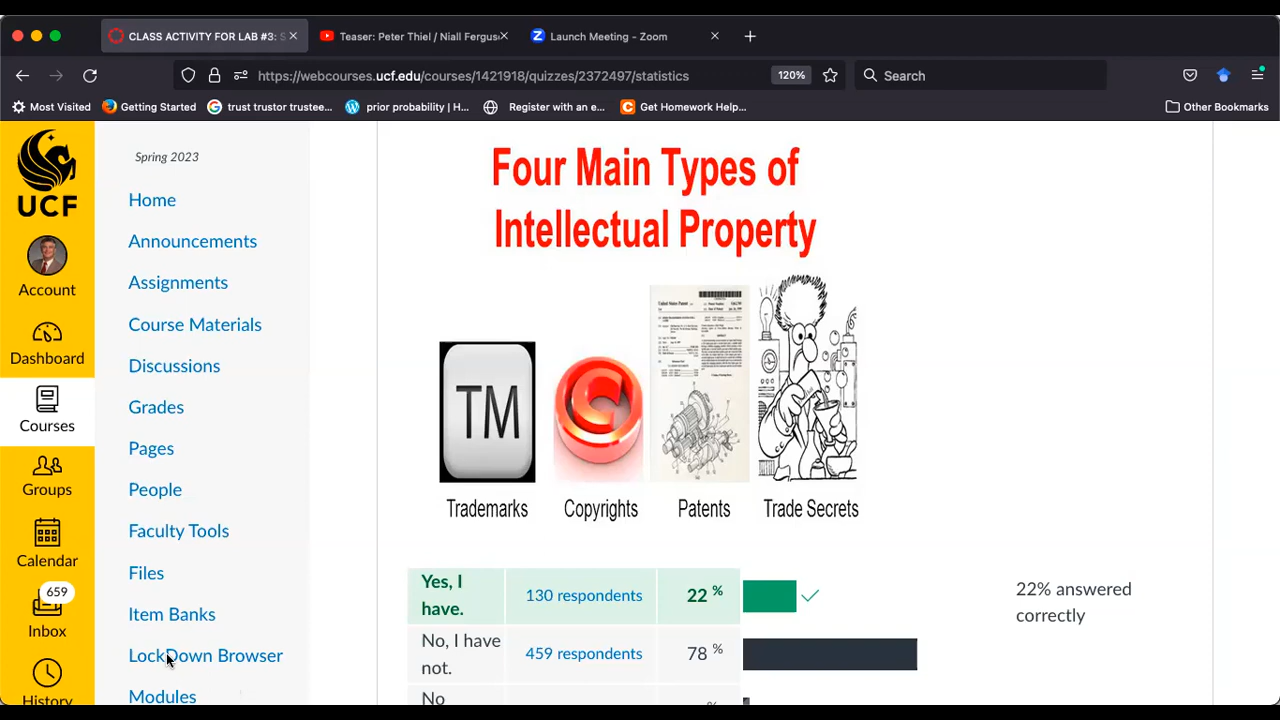 CLASS ACTIVITY FOR LAB #3: S
Teaser: Peter Thiel / Niall Fergus
Launch Meeting - Zoom
https://webcourses.ucf.edu/courses/1421918/quizzes/2372497/statistics
120%
Search
Most Visited
Getting Started
trust trustor trustee...
prior probability | H...
Register with an e...
Get Homework Help...
Other Bookmarks
UCF
Account
Dashboard
Courses
Groups
Calendar
659
Inbox
History
Spring 2023
Home
Announcements
Assignments
Course Materials
Discussions
Grades
Pages
People
Faculty Tools
Files
Item Banks
LockDown Browser
Modules
Four Main Types of
Intellectual Property
TM
C
Trademarks
Copyrights
Patents
Trade Secrets
Yes, I
have.
130 respondents
22 %
22% answered
correctly
No, I have
not.
459 respondents
78 %
No
%